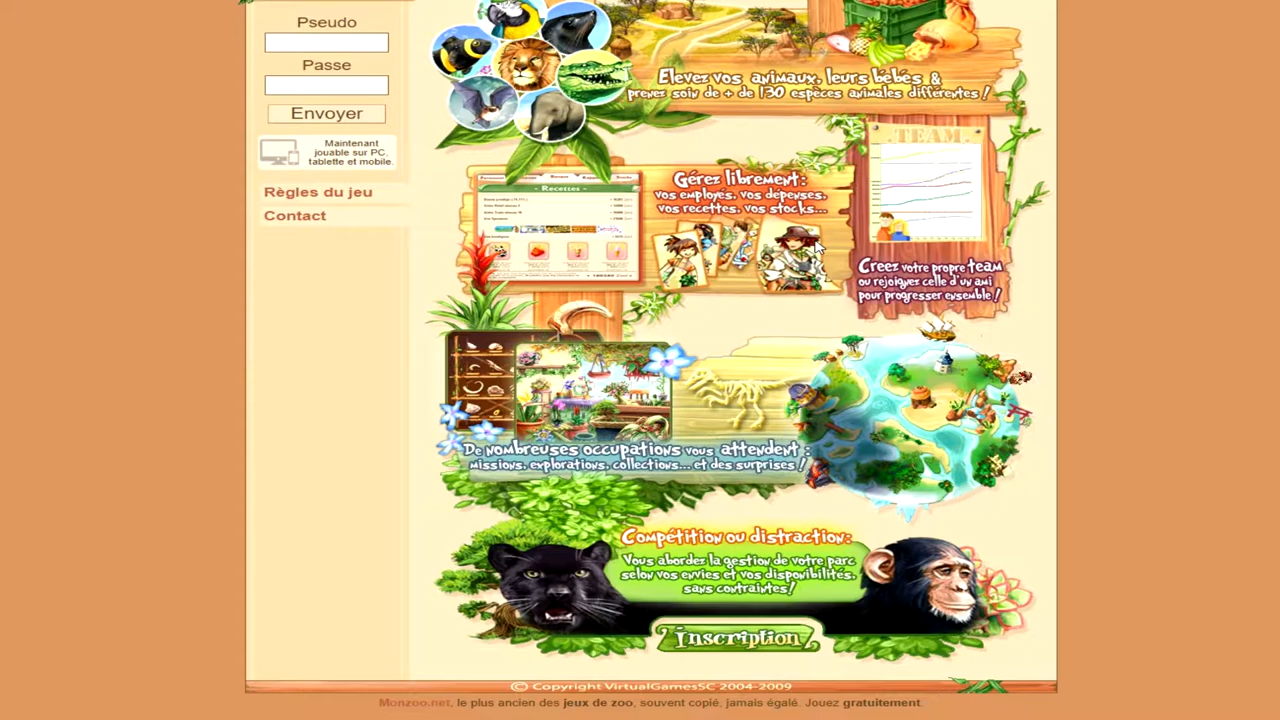 Pseudo
Passe
Envoyer
Maintenant
jouable sur PC,
tablette et mobile.
Règles du jeu
Contact
Elevez vos animaux, leurs bébés &
prenez soin de + de 130 espèces animales différentes !
TEAM
- Recettes -
Gérez librement:
vos employés, vos dépenses,
vos recettes, vos stocks...
Creez votre propre team
ou rejoignez celle d'un ami
pour progresser ensemble !
De nombreuses occupations vous attendent :
missions, explorations, collections... et des surprises !
Compétition ou distraction:
Vous abordez la gestion de votre parc
selon vos envies et vos disponibilités,
sans contraintes!
Inscription
© Copyright VirtualGamesSC 2004-2009
Monzoo.net, le plus ancien des jeux de zoo, souvent copié, jamais égalé. Jouez gratuitement.